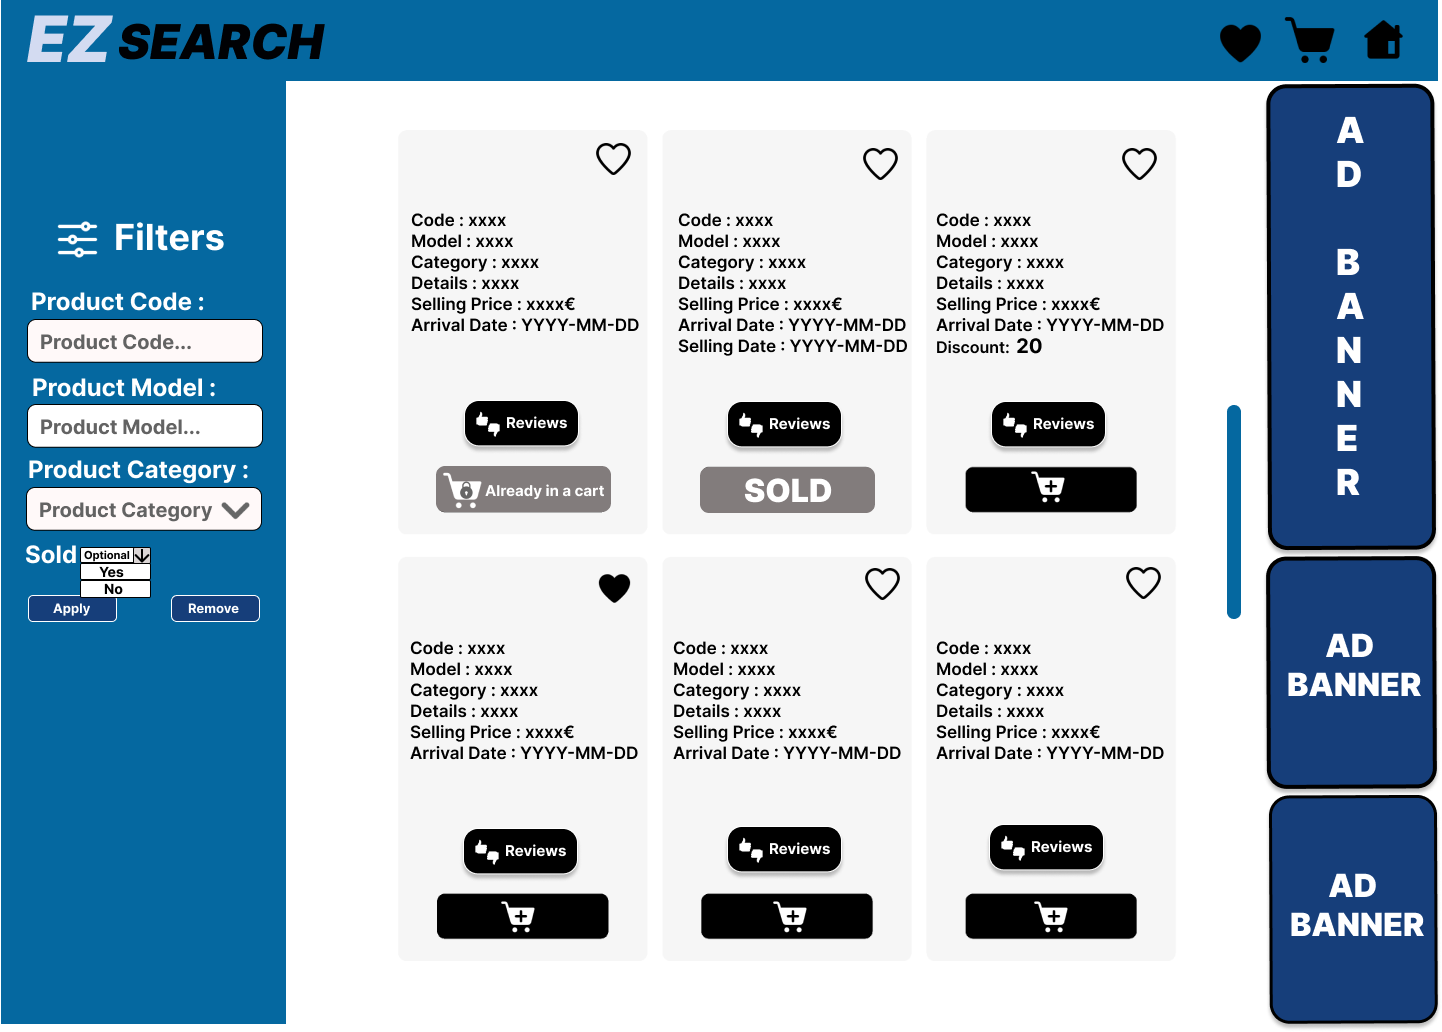 EZ SEARCH
Filters
Product Code :
Product Code...
Product Model :
Product Model...
Product Category :
Product Category
Sold
Optional
Yes
No
Apply
Remove
Code : xxxx
Model : xxxx
Category : xxxx
Details : xxxx
Selling Price : xxxx€
Arrival Date : YYYY-MM-DD
Reviews
Already in a cart
Code : xxxx
Model : xxxx
Category : xxxx
Details : xxxx
Selling Price : xxxx€
Arrival Date : YYYY-MM-DD
Selling Date : YYYY-MM-DD
Reviews
SOLD
Code : xxxx
Model : xxxx
Category : xxxx
Details : xxxx
Selling Price : xxxx€
Arrival Date : YYYY-MM-DD
Discount: 20
Reviews
Code : xxxx
Model : xxxx
Category : xxxx
Details : xxxx
Selling Price : xxxx€
Arrival Date : YYYY-MM-DD
Reviews
Code : xxxx
Model : xxxx
Category : xxxx
Details : xxxx
Selling Price : xxxx€
Arrival Date : YYYY-MM-DD
Reviews
Code : xxxx
Model : xxxx
Category : xxxx
Details : xxxx
Selling Price : xxxx€
Arrival Date : YYYY-MM-DD
Reviews
A
D
B
A
N
N
E
R
AD
BANNER
AD
BANNER